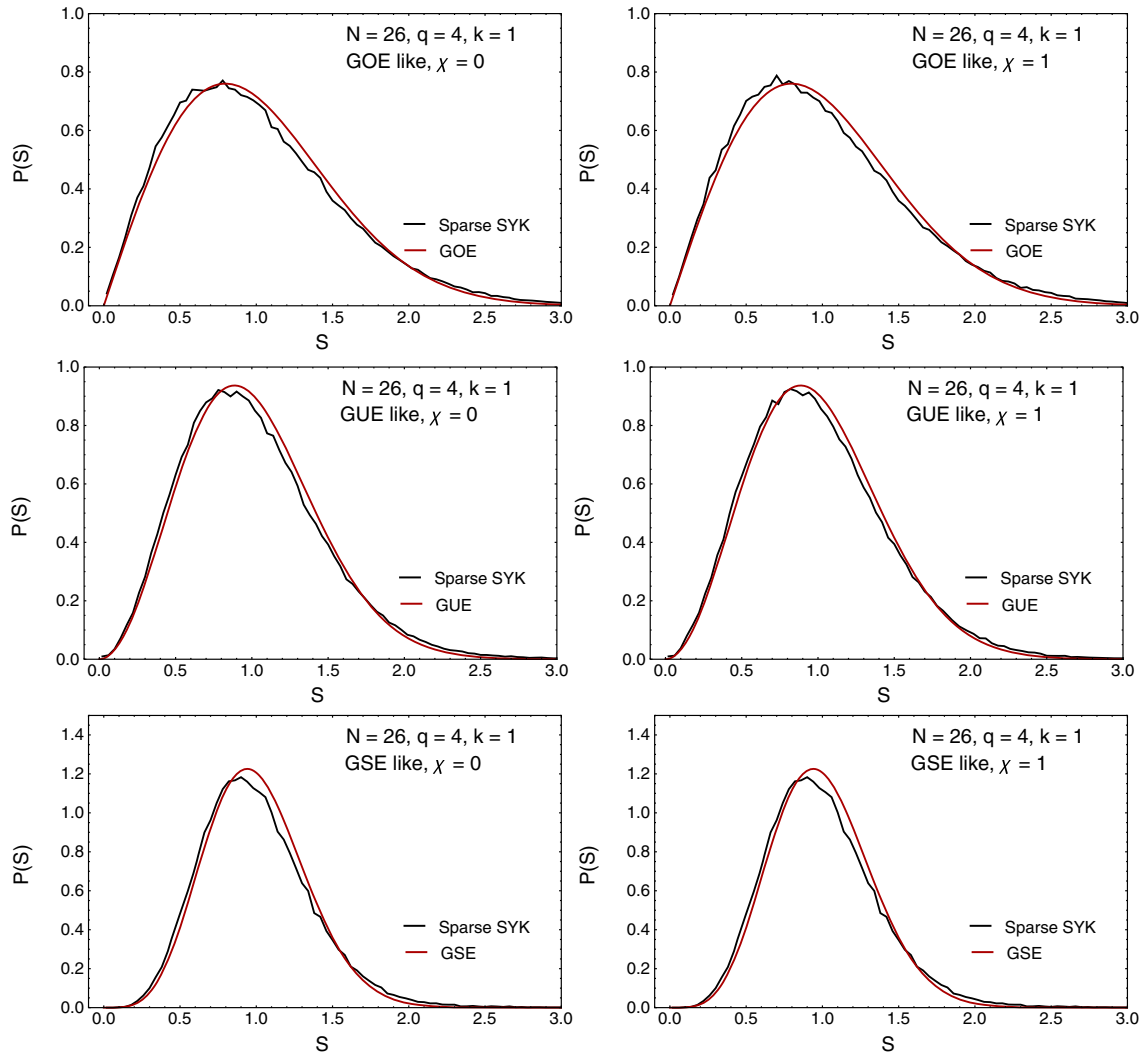 N = 26, q = 4, k = 1
GOE like, χ = 0
P(S)
1.0
0.8
0.6
0.4
0.2
0.0
Sparse SYK
GOE
0.0 0.5 1.0 1.5 2.0 2.5 3.0
S
N = 26, q = 4, k = 1
GOE like, χ = 1
P(S)
1.0
0.8
0.6
0.4
0.2
0.0
Sparse SYK
GOE
0.0 0.5 1.0 1.5 2.0 2.5 3.0
S
N = 26, q = 4, k = 1
GUE like, χ = 0
P(S)
1.0
0.8
0.6
0.4
0.2
0.0
Sparse SYK
GUE
0.0 0.5 1.0 1.5 2.0 2.5 3.0
S
N = 26, q = 4, k = 1
GUE like, χ = 1
P(S)
1.0
0.8
0.6
0.4
0.2
0.0
Sparse SYK
GUE
0.0 0.5 1.0 1.5 2.0 2.5 3.0
S
N = 26, q = 4, k = 1
GSE like, χ = 0
P(S)
1.4
1.2
1.0
0.8
0.6
0.4
0.2
0.0
Sparse SYK
GSE
0.0 0.5 1.0 1.5 2.0 2.5 3.0
S
N = 26, q = 4, k = 1
GSE like, χ = 1
P(S)
1.4
1.2
1.0
0.8
0.6
0.4
0.2
0.0
Sparse SYK
GSE
0.0 0.5 1.0 1.5 2.0 2.5 3.0
S